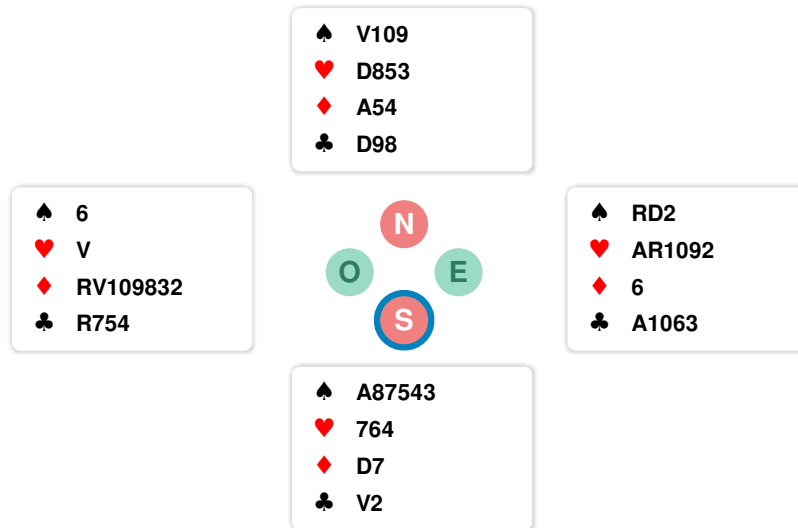 ♠ V109
♥ D853
♦ A54
♣ D98
♠ 6
♥ V
♦ RV109832
♣ R754
N
O E
S
♠ RD2
♥ AR1092
♦ 6
♣ A1063
♠ A87543
♥ 764
♦ D7
♣ V2